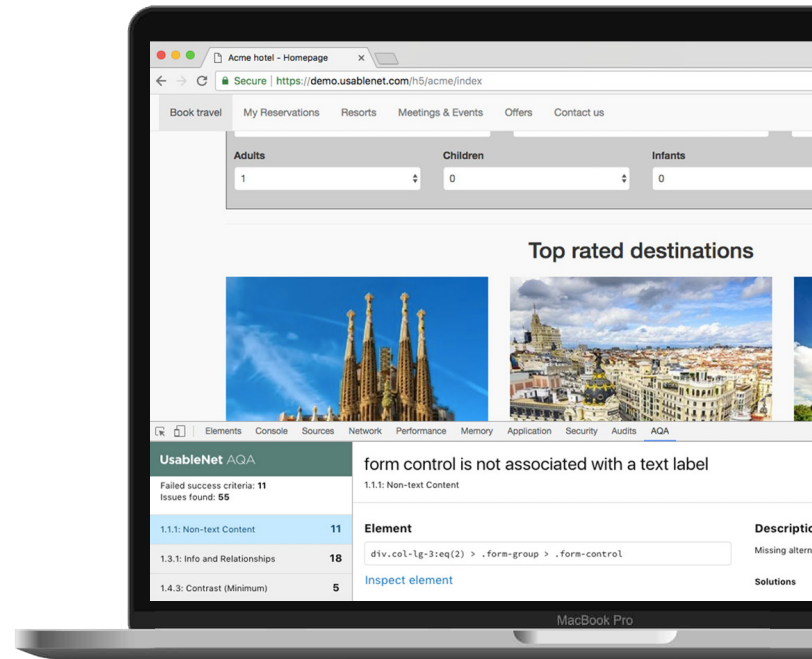 Acme hotel - Homepage
Secure | https://demo.usablenet.com/h5/acme/index
Book travel My Reservations Resorts Meetings & Events Offers Contact us
Adults Children Infants
1 0 0
Top rated destinations
Elements Console Sources Network Performance Memory Application Security Audits AQA
UsableNet AQA
Failed success criteria: 11
Issues found: 55
1.1.1: Non-text Content 11
1.3.1: Info and Relationships 18
1.4.3: Contrast (Minimum) 5
form control is not associated with a text label
1.1.1: Non-text Content
Element
div.col-lg-3:eq(2) > .form-group > .form-control
Inspect element
Descriptio
Missing altern
Solutions
MacBook Pro